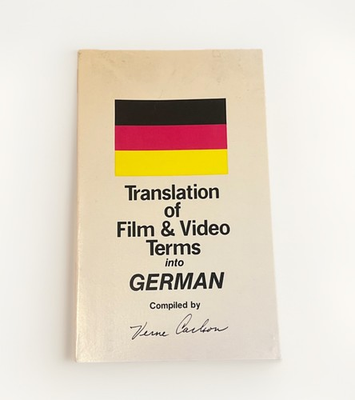 Translation
of
Film & Video
Terms
into
GERMAN
Compiled by
Verne Carlson